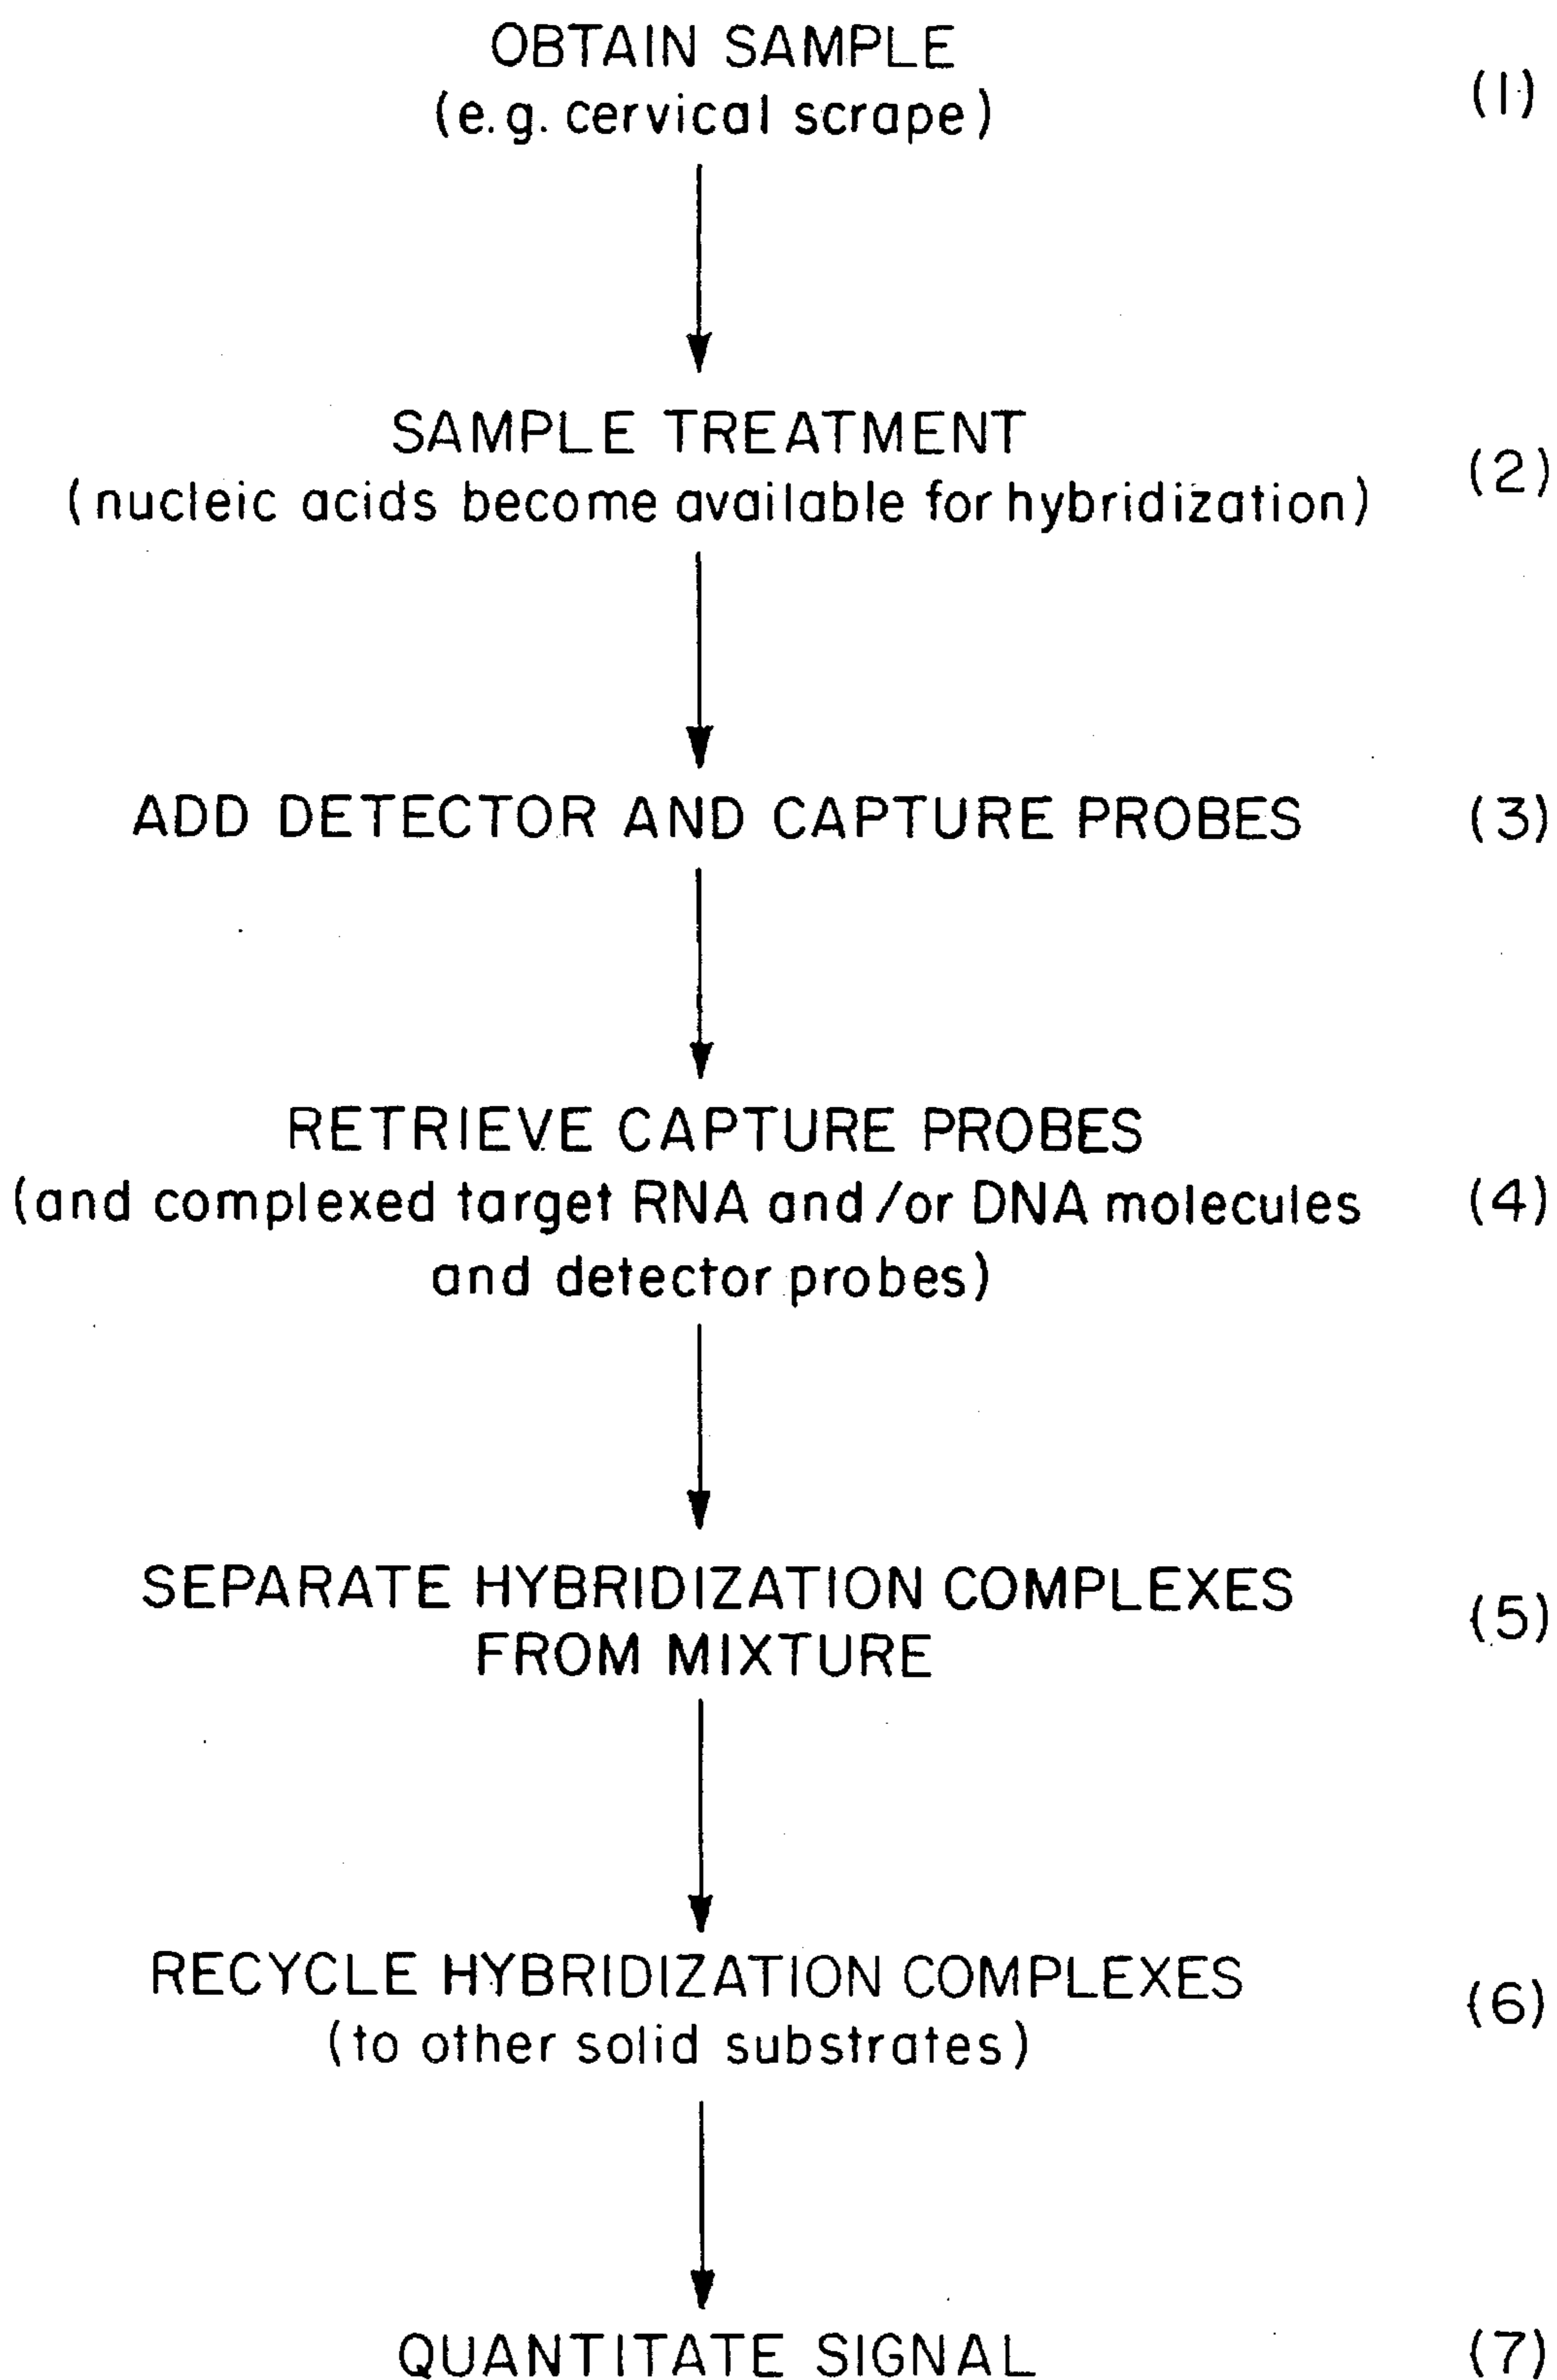 OBTAIN SAMPLE
(e.g. cervical scrape)
(1)
SAMPLE TREATMENT
(nucleic acids become available for hybridization)
(2)
ADD DETECTOR AND CAPTURE PROBES
(3)
RETRIEVE CAPTURE PROBES
(and complexed target RNA and/or DNA molecules
and detector probes)
(4)
SEPARATE HYBRIDIZATION COMPLEXES
FROM MIXTURE
(5)
RECYCLE HYBRIDIZATION COMPLEXES
(to other solid substrates)
(6)
QUANTITATE SIGNAL
(7)